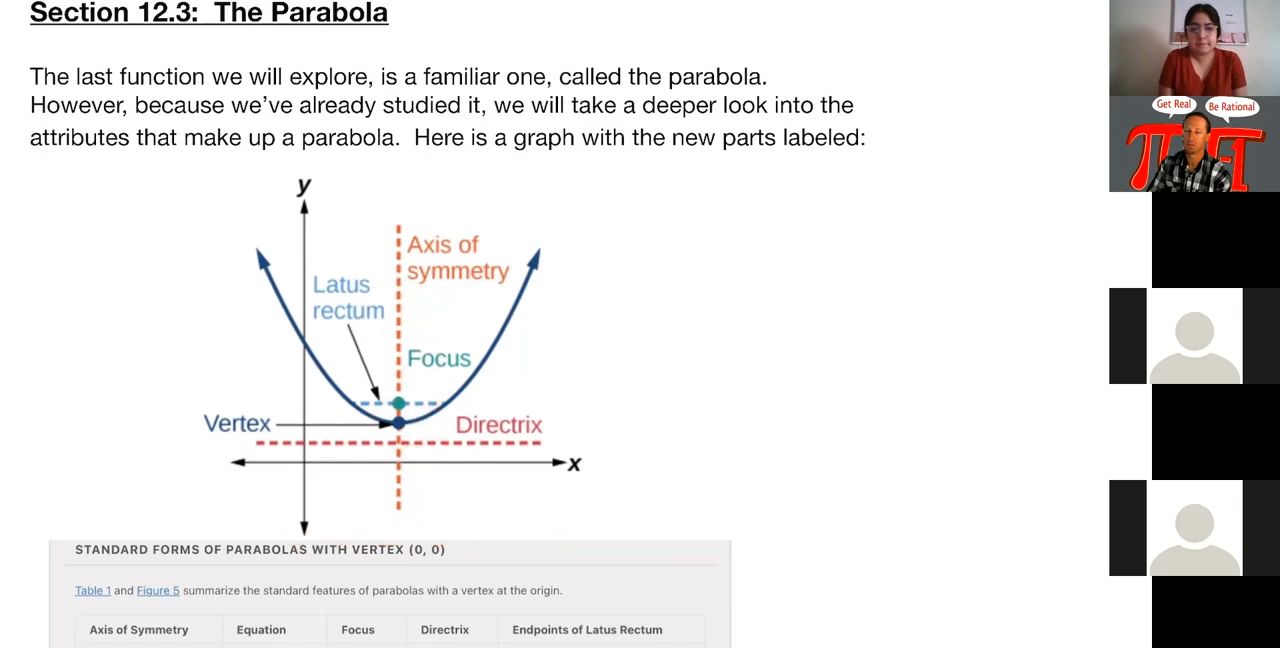 Section 12.3: The Parabola
The last function we will explore, is a familiar one, called the parabola.
However, because we've already studied it, we will take a deeper look into the
attributes that make up a parabola. Here is a graph with the new parts labeled:
y
Axis of
symmetry
Latus
rectum
Focus
Vertex
Directrix
x
STANDARD FORMS OF PARABOLAS WITH VERTEX (0, 0)
Table 1 and Figure 5 summarize the standard features of parabolas with a vertex at the origin.
Axis of Symmetry Equation Focus Directrix Endpoints of Latus Rectum
Get Real
Be Rational